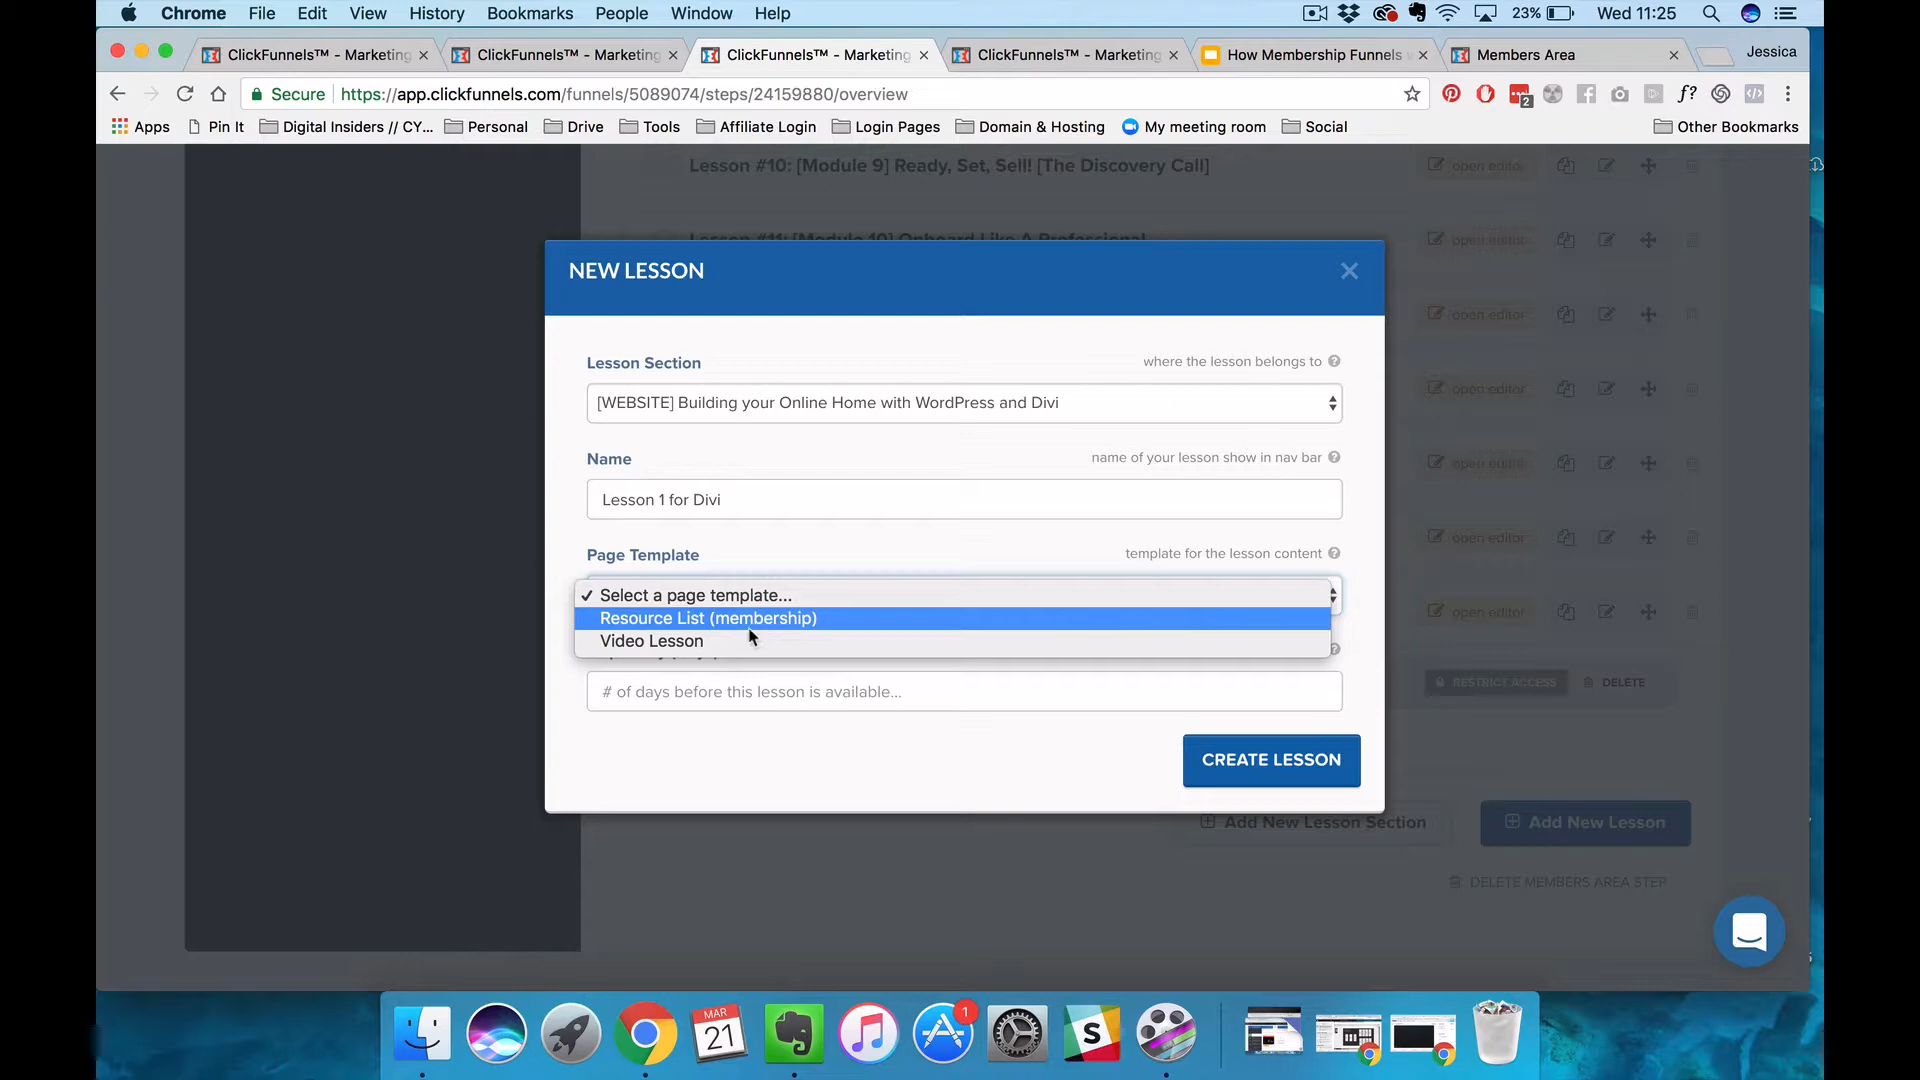 Chrome File Edit View History Bookmarks People Window Help 23% Wed 11:25
ClickFunnels™ - Marketing ClickFunnels™ - Marketing ClickFunnels™ - Marketing ClickFunnels™ - Marketing How Membership Funnels w Members Area Jessica
Secure https://app.clickfunnels.com/funnels/5089074/steps/24159880/overview 2 f?
Apps Pin It Digital Insiders // CY... Personal Drive Tools Affiliate Login Login Pages Domain & Hosting My meeting room Social Other Bookmarks
Lesson #10: [Module 9] Ready, Set, Sell! [The Discovery Call] open editor
Lesson #11: [Module 10] Onboard Like A Professional open editor
NEW LESSON
open editor
Lesson Section where the lesson belongs to
open editor
[WEBSITE] Building your Online Home with WordPress and Divi
Name name of your lesson show in nav bar
open editor
Lesson 1 for Divi
open editor
Page Template template for the lesson content
Select a page template...
Resource List (membership)
open editor
Video Lesson
# of days before this lesson is available...
RESTRICT ACCESS DELETE
CREATE LESSON
Add New Lesson Section Add New Lesson
DELETE MEMBERS AREA STEP
MAR
21
1
S